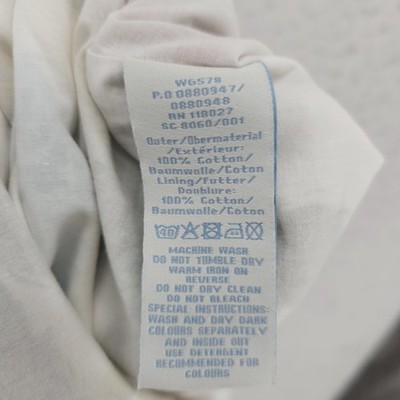 WG578
P.O 0880947/
0880948
RN 118027
SC-8060/001
Outer/Obermaterial
/Extérieur:
100% Cotton/
Baumwolle/Coton
Lining/Futter/
Doublure:
100% Cotton/
Baumwolle/Coton
40
MACHINE WASH
DO NOT TUMBLE DRY
WARM IRON ON
REVERSE
DO NOT DRY CLEAN
DO NOT BLEACH
SPECIAL INSTRUCTIONS:
WASH AND DRY DARK
COLOURS SEPARATELY
AND INSIDE OUT
USE DETERGENT
RECOMMENDED FOR
COLOURS